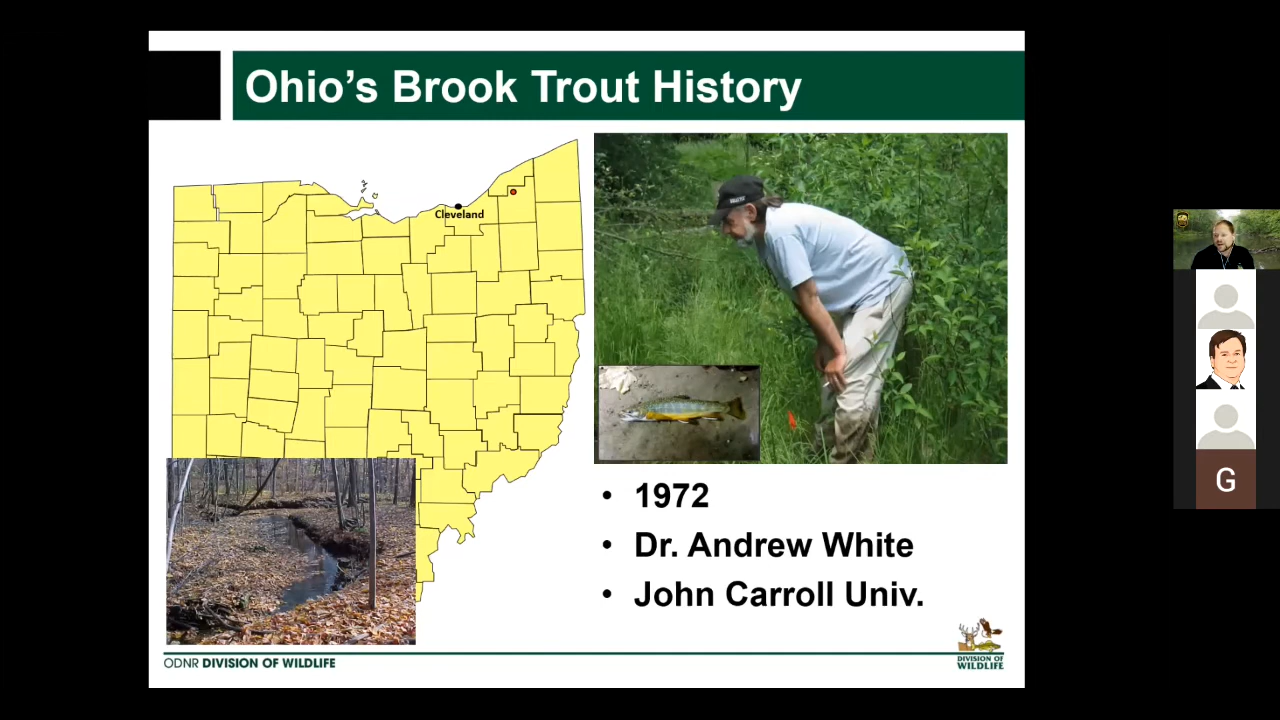 Ohio's Brook Trout History
Cleveland
• 1972
• Dr. Andrew White
• John Carroll Univ.
ODNR DIVISION OF WILDLIFE
DIVISION OF
WILDLIFE
G